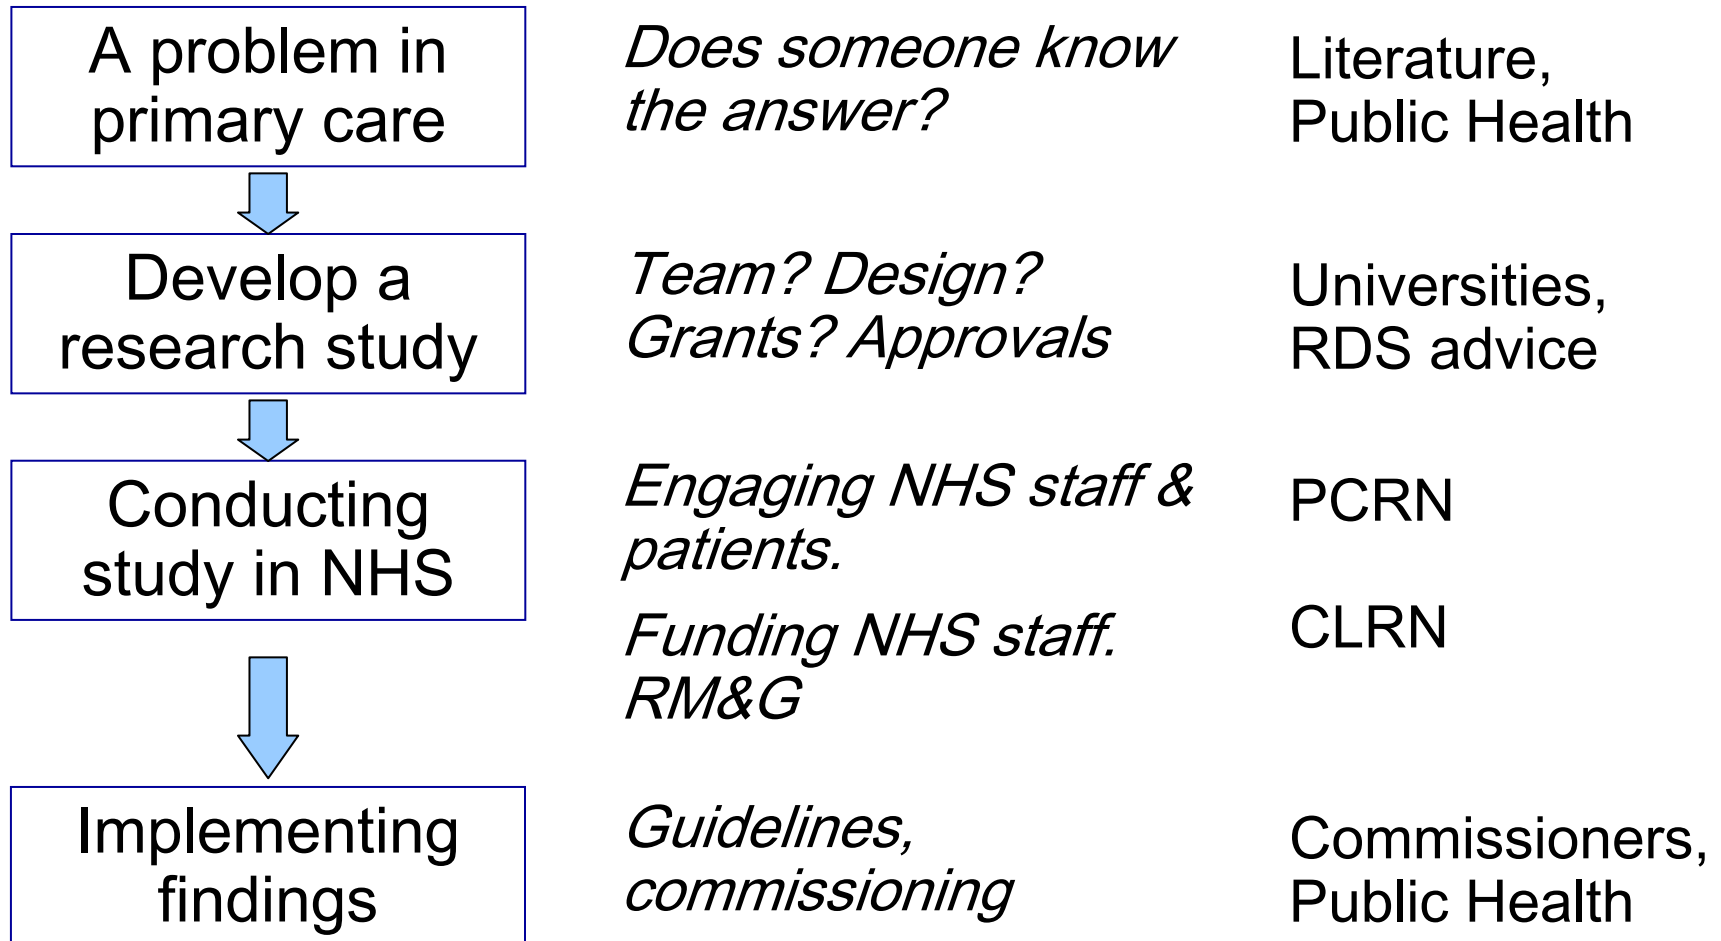 A problem in
primary care
Does someone know
the answer?
Literature,
Public Health
Develop a
research study
Team? Design?
Grants? Approvals
Universities,
RDS advice
Conducting
study in NHS
Engaging NHS staff &
patients.
PCRN
Funding NHS staff.
RM&G
CLRN
Implementing
findings
Guidelines,
commissioning
Commissioners,
Public Health